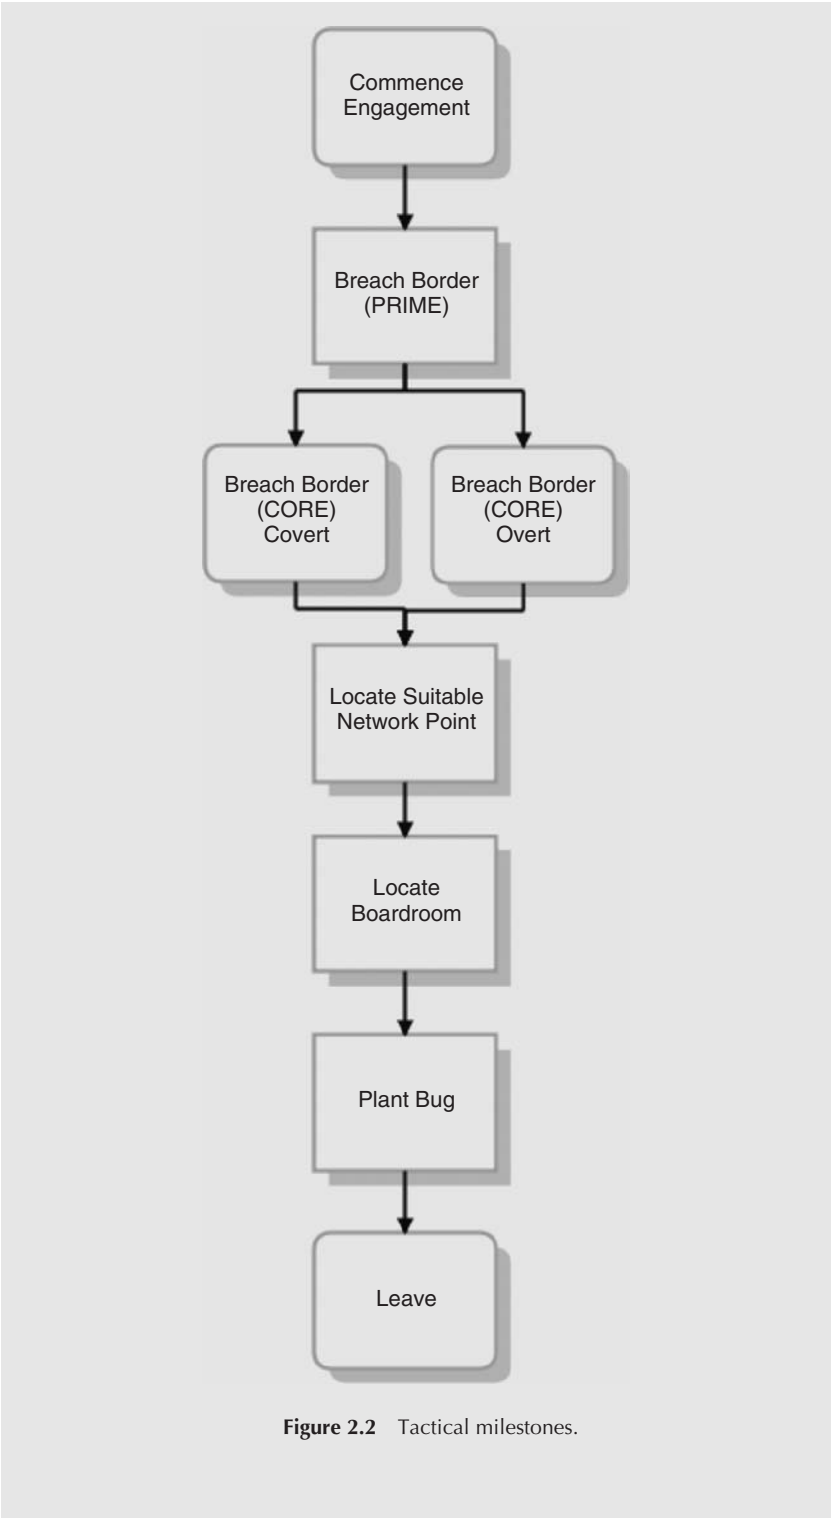 Commence
Engagement
Breach Border
(PRIME)
Breach Border
(CORE)
Covert
Breach Border
(CORE)
Overt
Locate Suitable
Network Point
Locate
Boardroom
Plant Bug
Leave
Figure 2.2 Tactical milestones.